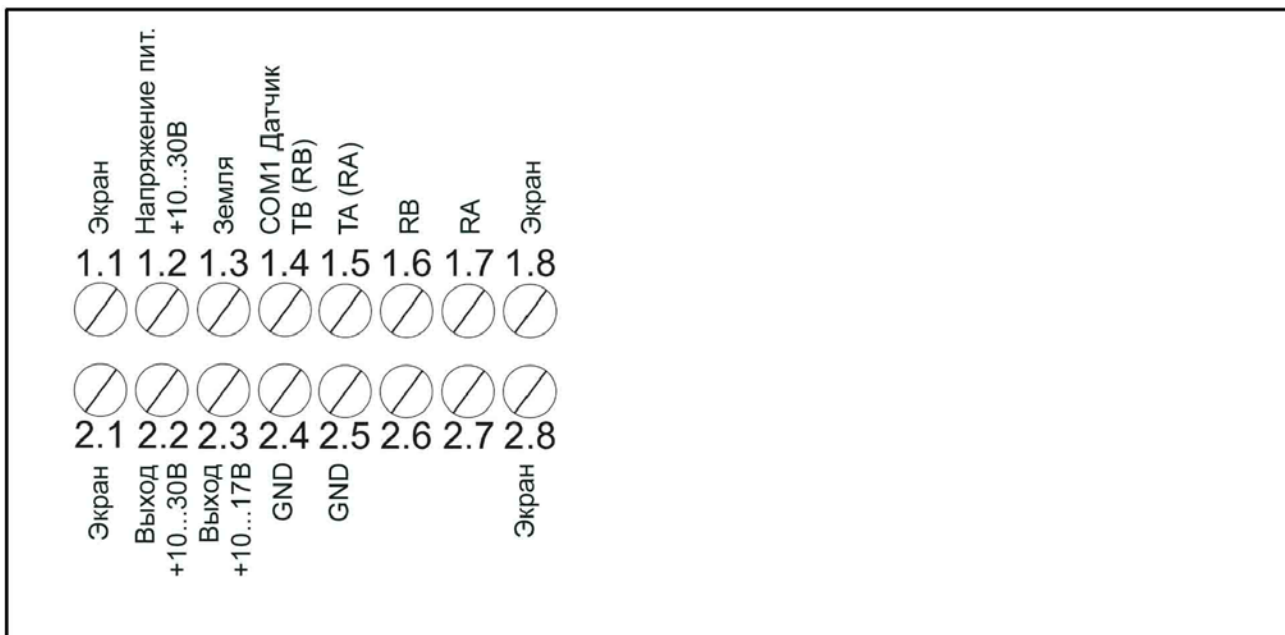 Экран
Напряжение пит.
+10...30В
Земля
COM1 Датчик
TB (RB)
TA (RA)
RB
RA
Экран
1.1 1.2 1.3 1.4 1.5 1.6 1.7 1.8
2.1 2.2 2.3 2.4 2.5 2.6 2.7 2.8
Экран
Выход
+10...30В
Выход
+10...17В
GND
GND
Экран